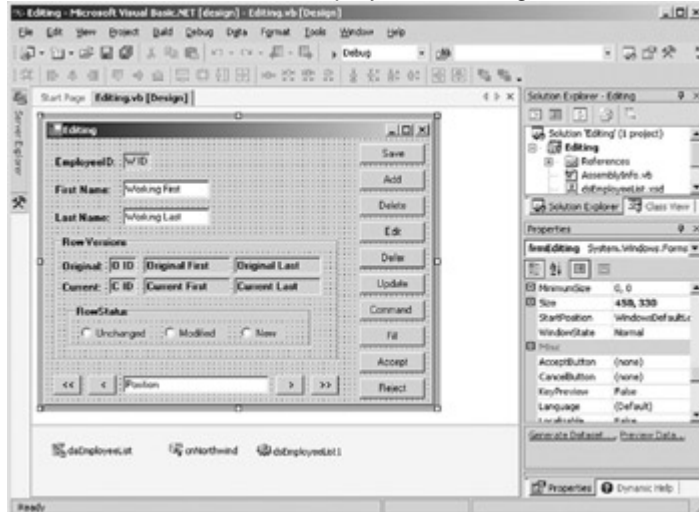 Editing - Microsoft Visual Basic.NET [design] - Editing.vb [Design]
File Edit View Project Build Debug Data Format Tools Window Help
Debug
Start Page Editing.vb [Design]
Server Explorer
Editing
EmployeeID: W ID
First Name: Working First
Last Name: Working Last
Row Versions
Original: O ID Original First Original Last
Current: C ID Current First Current Last
RowStatus
Unchanged Modified New
<< < Position > >>
Save
Add
Delete
Edit
Defer
Update
Command
Fill
Accept
Reject
daEmployeeList cnNorthwind dsEmployeeList1
Solution Explorer - Editing
Solution 'Editing' (1 project)
Editing
References
AssemblyInfo.vb
dsEmployeeList.xsd
Solution Explorer Class View
Properties
frmEditing System.Windows.Forms
MinimumSize 0, 0
Size 458, 330
StartPosition WindowsDefaultLo
WindowState Normal
Misc
AcceptButton (none)
CancelButton (none)
KeyPreview False
Language (Default)
Localizable False
Generate Dataset..., Preview Data...
Properties Dynamic Help
Ready